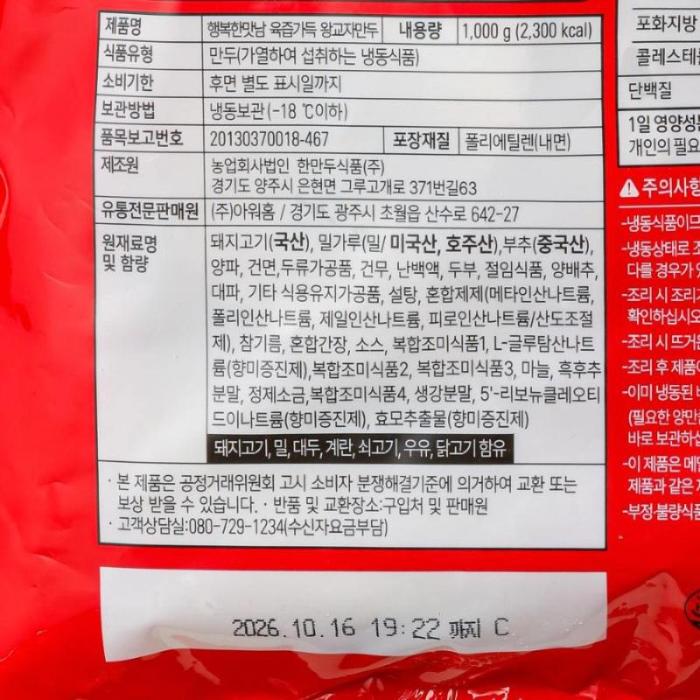 제품명 행복한맛남 육즙가득 왕교자만두 내용량 1,000 g (2,300 kcal)
식품유형 만두(가열하여 섭취하는 냉동식품)
소비기한 후면 별도 표시일까지
보관방법 냉동보관(-18 ℃이하)
품목보고번호 20130370018-467 포장재질 폴리에틸렌(내면)
제조원 농업회사법인 한만두식품(주)
경기도 양주시 은현면 그루고개로 371번길63
유통전문판매원 (주)아워홈 / 경기도 광주시 초월읍 산수로 642-27
원재료명 및 함량
돼지고기(국산), 밀가루(밀/미국산, 호주산),부추(중국산),
양파, 건면,두류가공품, 건무, 난백액, 두부, 절임식품, 양배추,
대파, 기타 식용유지가공품, 설탕, 혼합제제(메타인산나트륨,
폴리인산나트륨, 제일인산나트륨, 피로인산나트륨/산도조절
제), 참기름, 혼합간장, 소스, 복합조미식품1, L-글루탐산나트
륨(향미증진제),복합조미식품2, 복합조미식품3, 마늘, 흑후추
분말, 정제소금,복합조미식품4, 생강분말, 5'-리보뉴클레오티
드이나트륨(향미증진제), 효모추출물(향미증진제)
돼지고기, 밀, 대두, 계란, 쇠고기, 우유, 닭고기 함유
· 본 제품은 공정거래위원회 고시 소비자 분쟁해결기준에 의거하여 교환 또는
보상 받을 수 있습니다. · 반품 및 교환장소:구입처 및 판매원
· 고객상담실:080-729-1234(수신자요금부담)
2026.10.16 19:22 까지 C
포화지방
콜레스테
단백질
1일 영양성
개인의 필요
주의사항
-냉동식품이므
-냉동상태로 조
다를 경우가
-조리 시 조리
확인하십시오
-조리 시 뜨거운
-조리 후 제품
-이미 냉동된
(필요한 양만
바로 보관하
-이 제품은 메밀
제품과 같은
-부정·불량식품